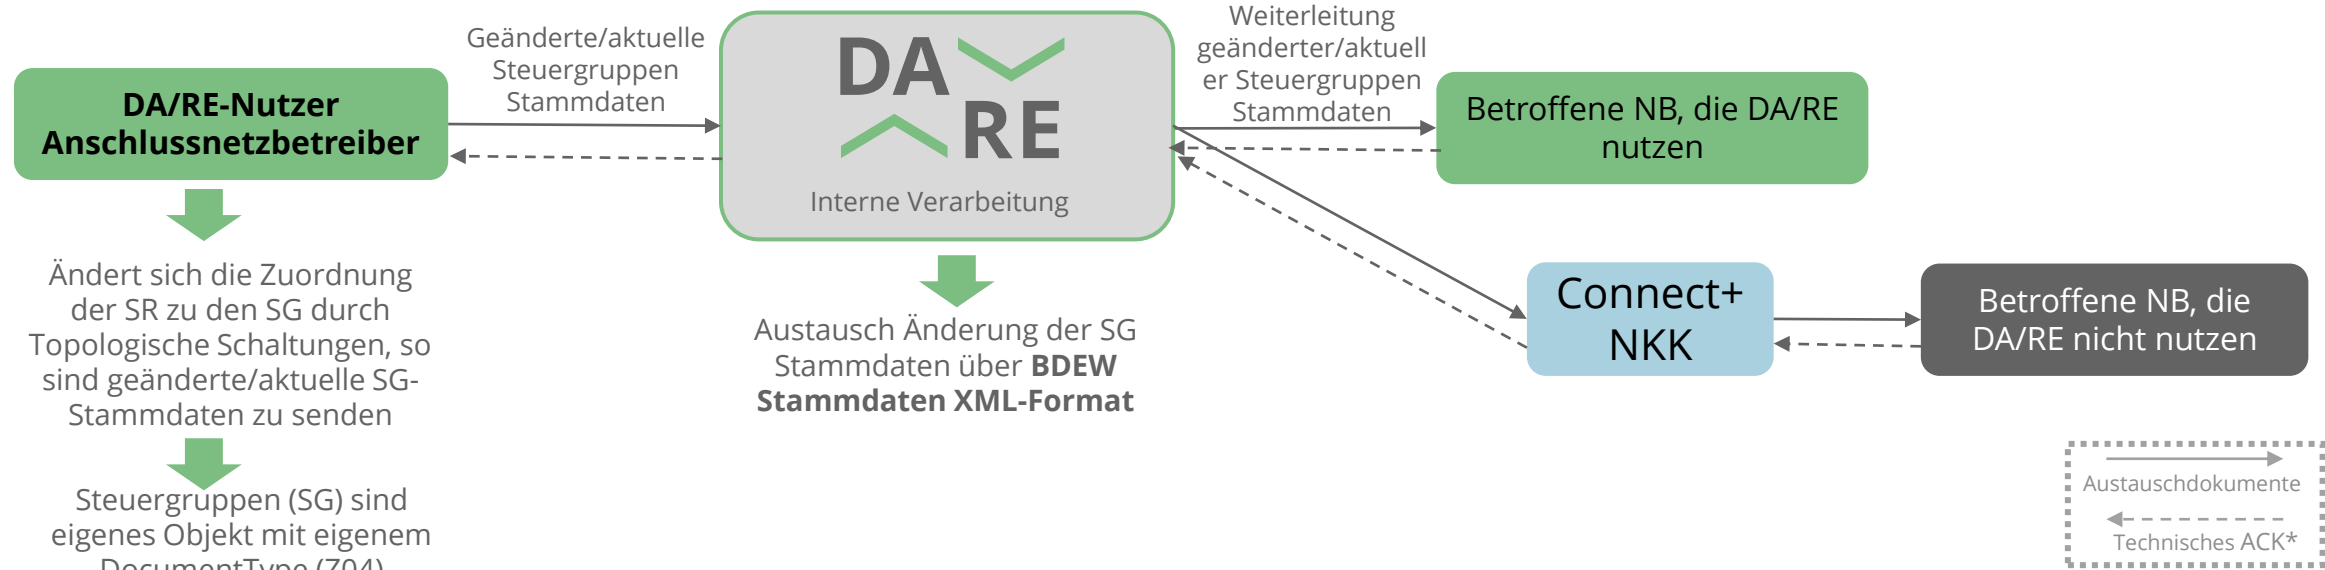 DA/RE-Nutzer
Anschlussnetzbetreiber
Geänderte/aktuelle
Steuergruppen
Stammdaten
DA
RE
Interne Verarbeitung
Weiterleitung
geänderter/aktuell
er Steuergruppen
Stammdaten
Betroffene NB, die DA/RE
nutzen
Ändert sich die Zuordnung
der SR zu den SG durch
Topologische Schaltungen, so
sind geänderte/aktuelle SG-
Stammdaten zu senden
Steuergruppen (SG) sind
eigenes Objekt mit eigenem
DocumentType (Z04)
Austausch Änderung der SG
Stammdaten über BDEW
Stammdaten XML-Format
Connect+
NKK
Betroffene NB, die
DA/RE nicht nutzen
Austauschdokumente
Technisches ACK*